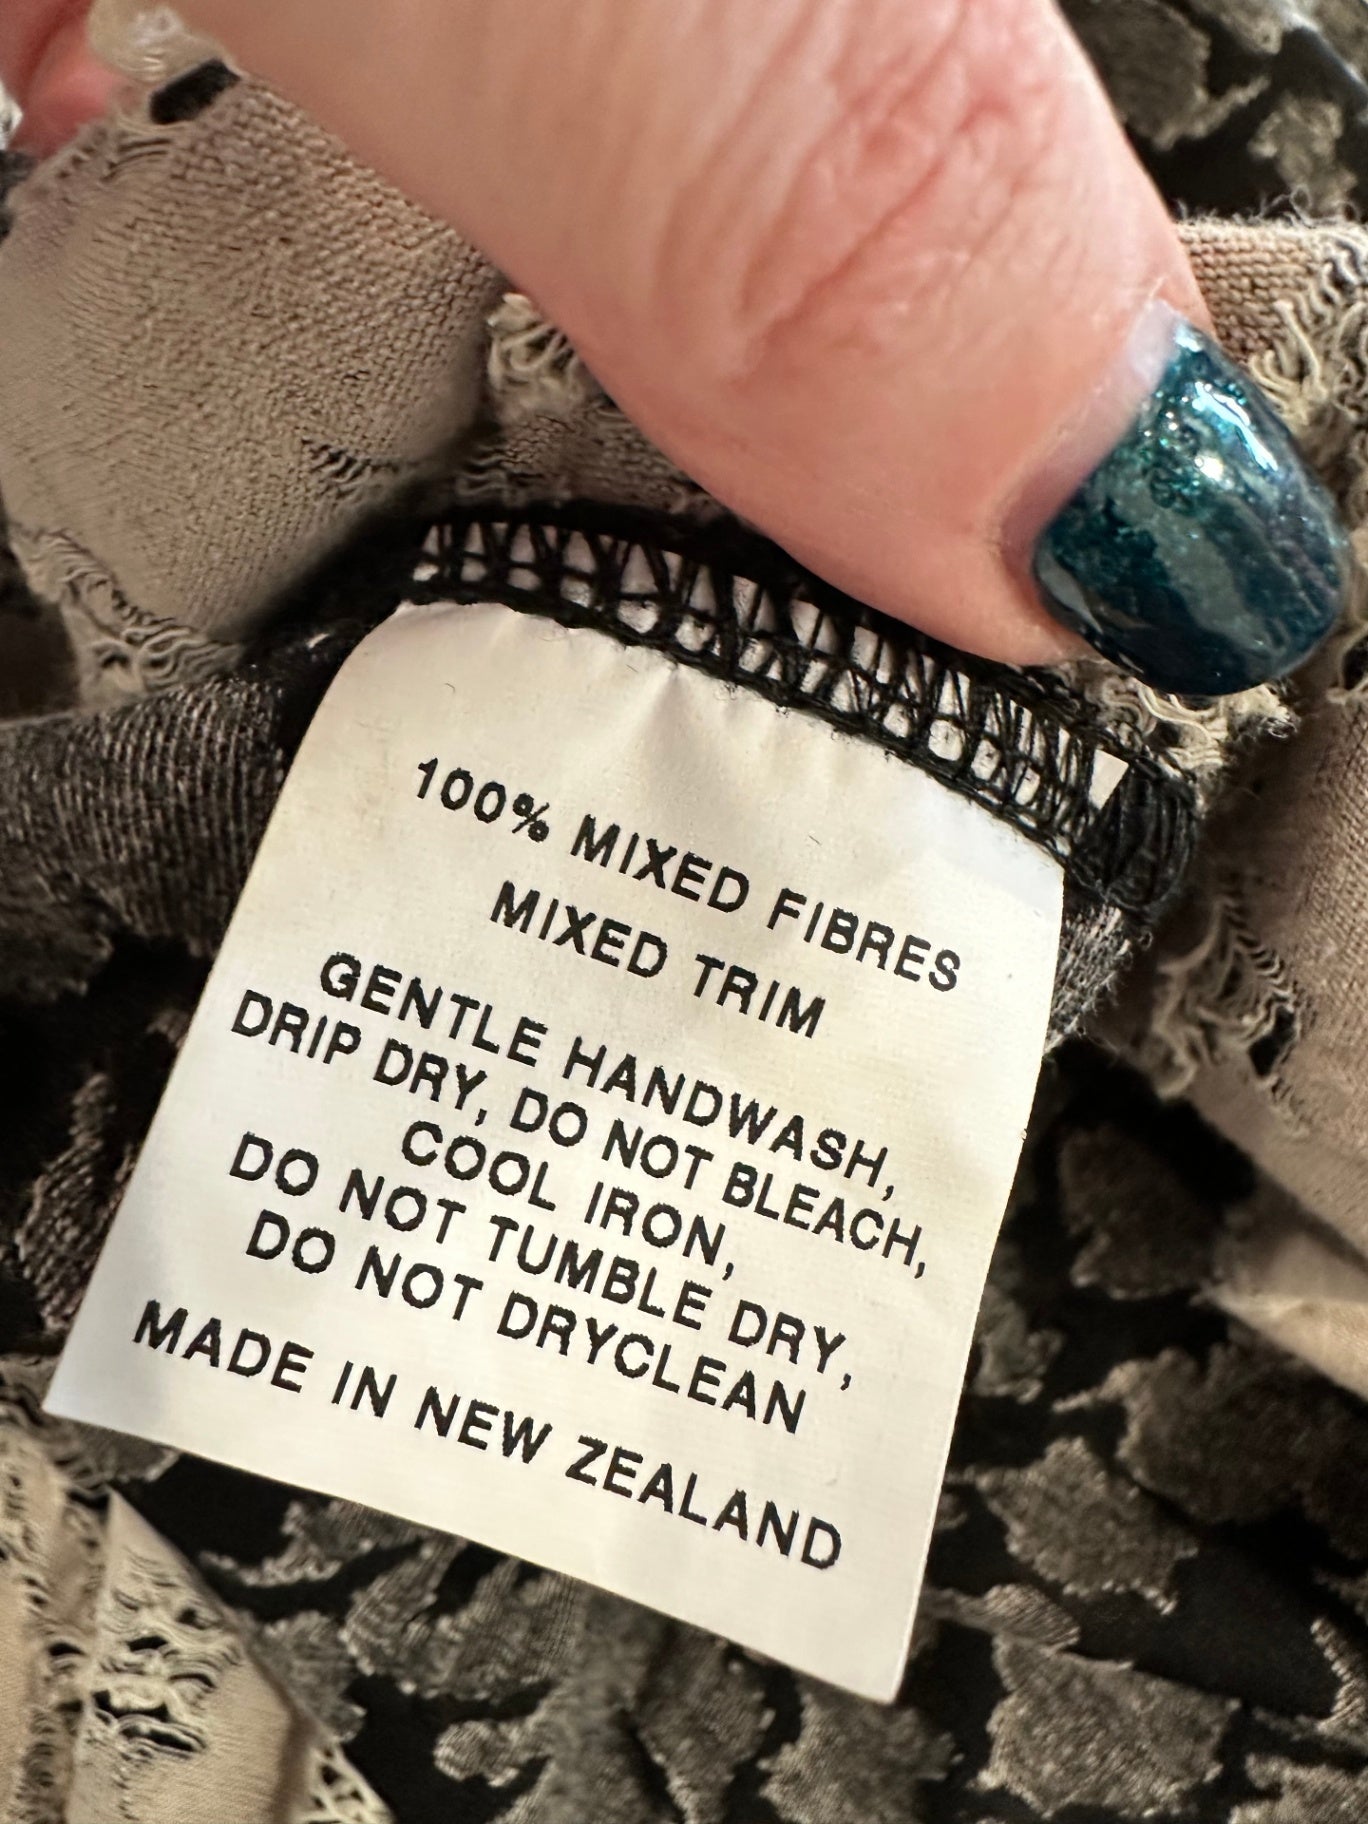 100% MIXED FIBRES
MIXED TRIM
GENTLE HANDWASH,
DRIP DRY, DO NOT BLEACH,
COOL IRON,
DO NOT TUMBLE DRY,
DO NOT DRYCLEAN
MADE IN NEW ZEALAND